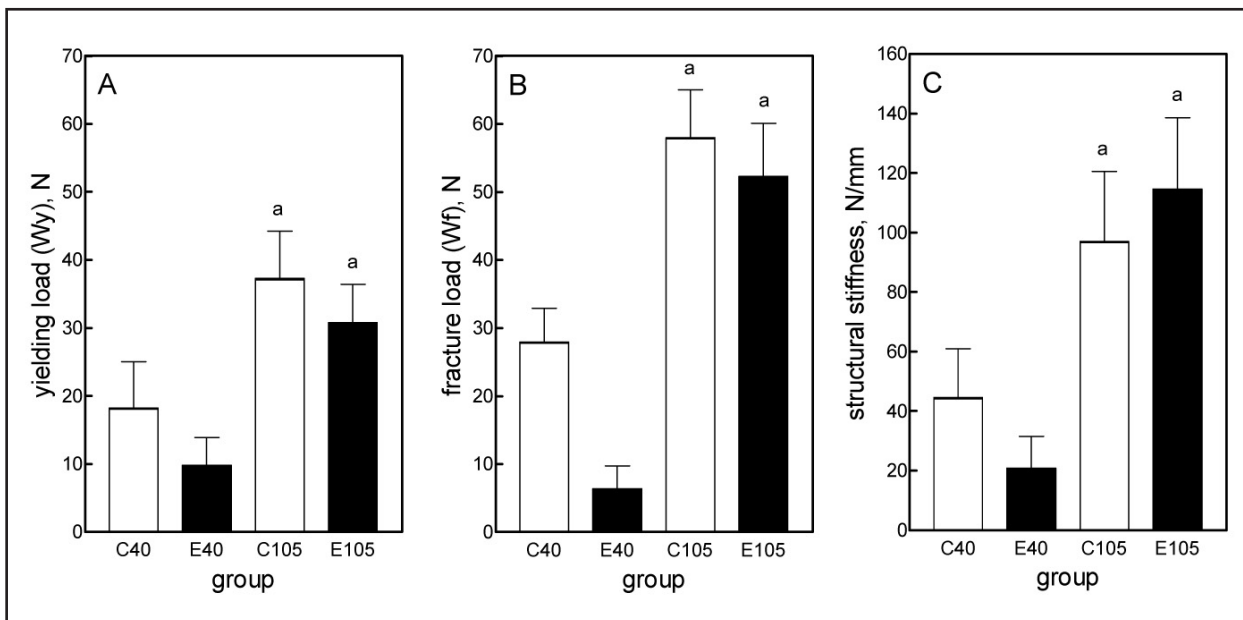 A
yielding load (Wy), N
70
60
50
40
30
20
10
0
a
a
C40 E40 C105 E105
group
B
fracture load (Wf), N
70
60
50
40
30
20
10
0
a
a
C40 E40 C105 E105
group
C
structural stiffness, N/mm
160
140
120
100
80
60
40
20
0
a
a
C40 E40 C105 E105
group